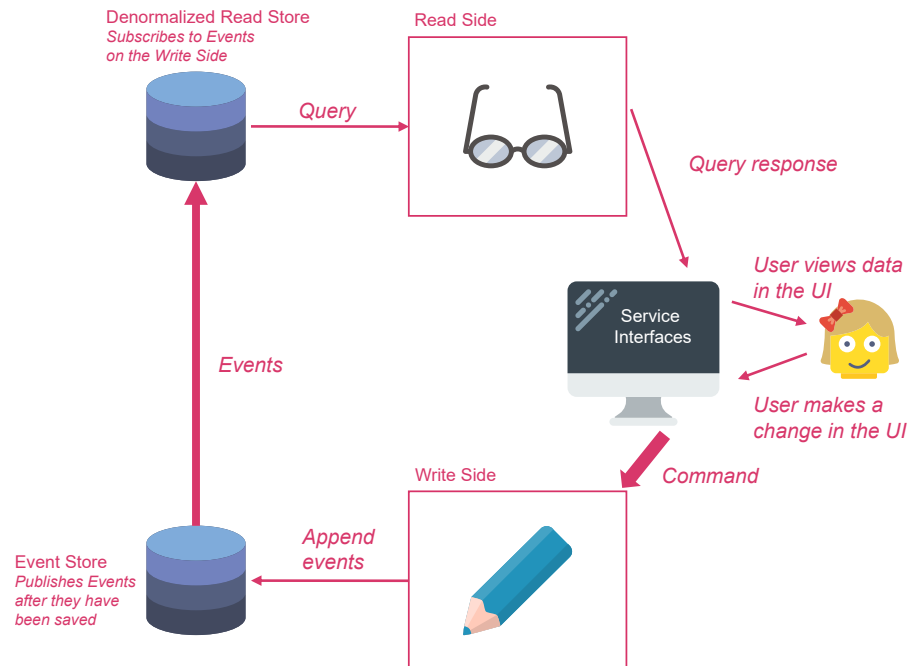 Denormalized Read Store
Subscribes to Events
on the Write Side
Read Side
Query
Query response
User views data
in the UI
Service
Interfaces
Events
User makes a
change in the UI
Command
Write Side
Append
events
Event Store
Publishes Events
after they have
been saved